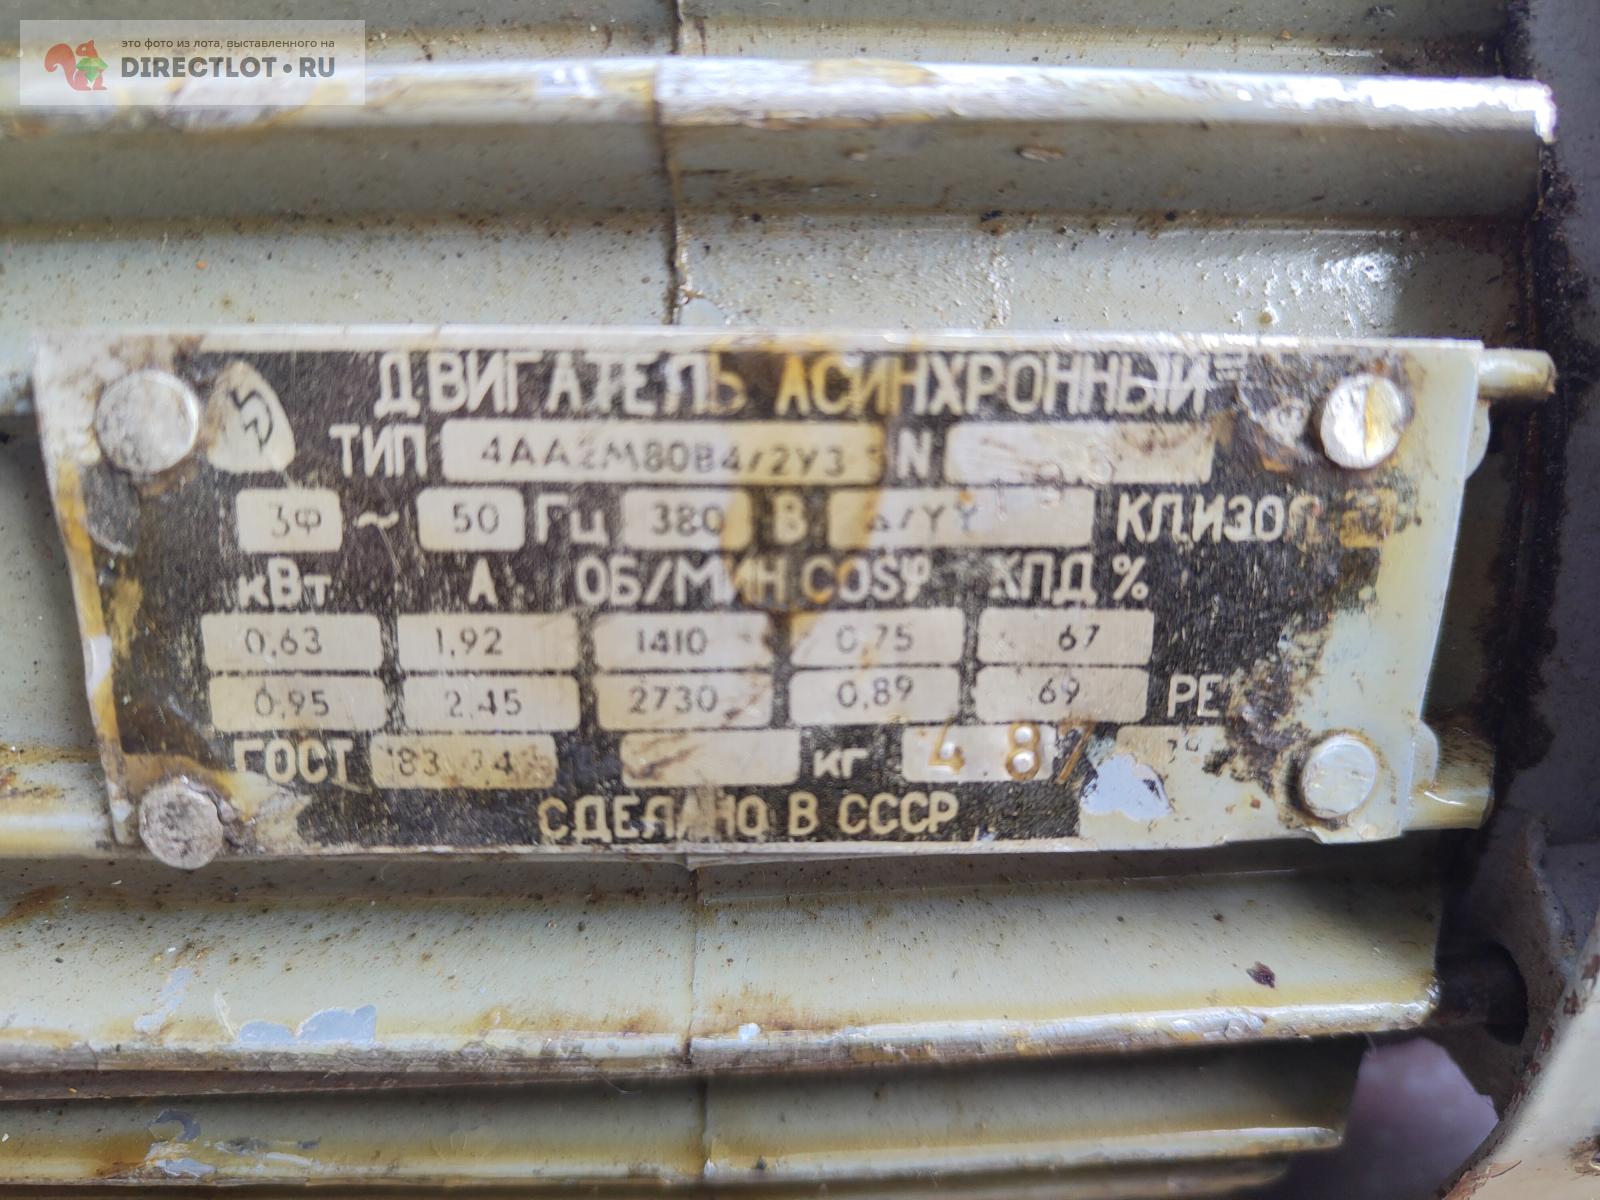 это фото из лота, выставленного на
DIRECTLOT•RU
ДВИГАТЕЛЬ АСИНХРОННЫЙ
ТИП 4АА2М80В4/2У3 N
3Ф ~ 50 Гц 380 В Δ/YY КЛ.ИЗОЛ
кВт А ОБ/МИН COSφ КПД %
0,63 1,92 1410 0,75 67
0,95 2,45 2730 0,89 69 РЕ
ГОСТ 183 74 кг 4 87
СДЕЛАНО В СССР